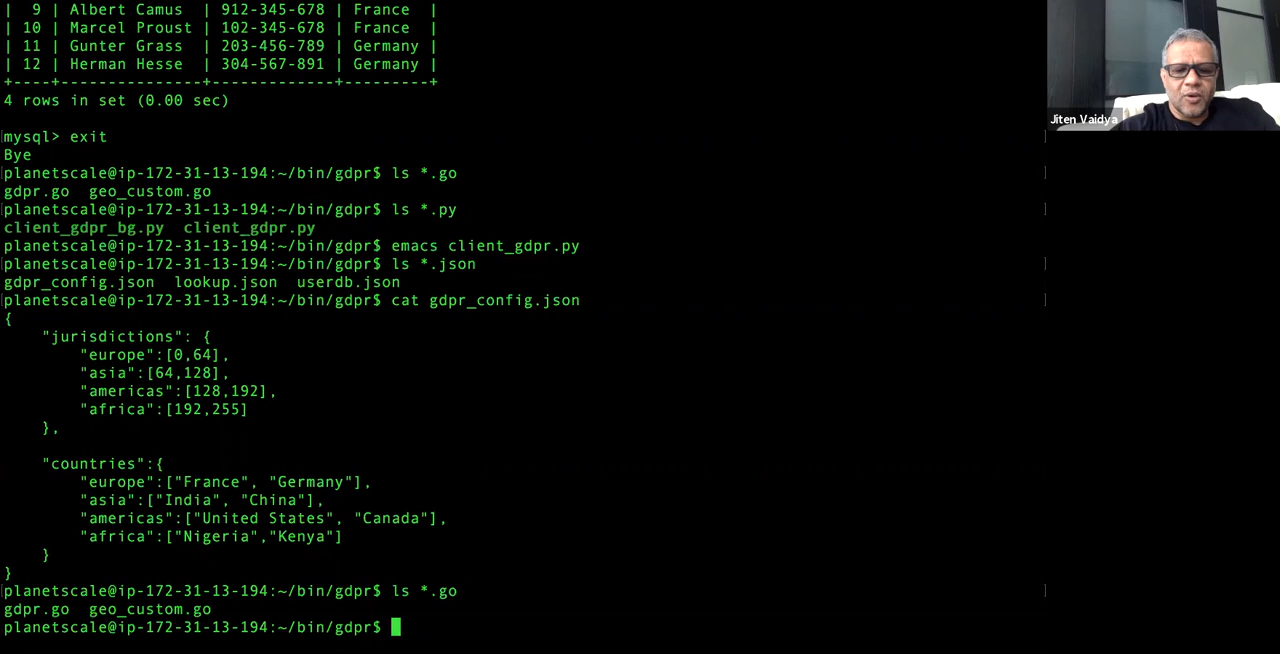 |  9 | Albert Camus  | 912-345-678 | France  |
| 10 | Marcel Proust | 102-345-678 | France  |
| 11 | Gunter Grass  | 203-456-789 | Germany |
| 12 | Herman Hesse  | 304-567-891 | Germany |
+----+---------------+-------------+---------+
4 rows in set (0.00 sec)
mysql> exit
Bye
planetscale@ip-172-31-13-194:~/bin/gdpr$ ls *.go
gdpr.go  geo_custom.go
planetscale@ip-172-31-13-194:~/bin/gdpr$ ls *.py
client_gdpr_bg.py  client_gdpr.py
planetscale@ip-172-31-13-194:~/bin/gdpr$ emacs client_gdpr.py
planetscale@ip-172-31-13-194:~/bin/gdpr$ ls *.json
gdpr_config.json  lookup.json  userdb.json
planetscale@ip-172-31-13-194:~/bin/gdpr$ cat gdpr_config.json
{
    "jurisdictions": {
        "europe":[0,64],
        "asia":[64,128],
        "americas":[128,192],
        "africa":[192,255]
    },
    "countries":{
        "europe":["France", "Germany"],
        "asia":["India", "China"],
        "americas":["United States", "Canada"],
        "africa":["Nigeria","Kenya"]
    }
}
planetscale@ip-172-31-13-194:~/bin/gdpr$ ls *.go
gdpr.go  geo_custom.go
planetscale@ip-172-31-13-194:~/bin/gdpr$
Jiten Vaidya